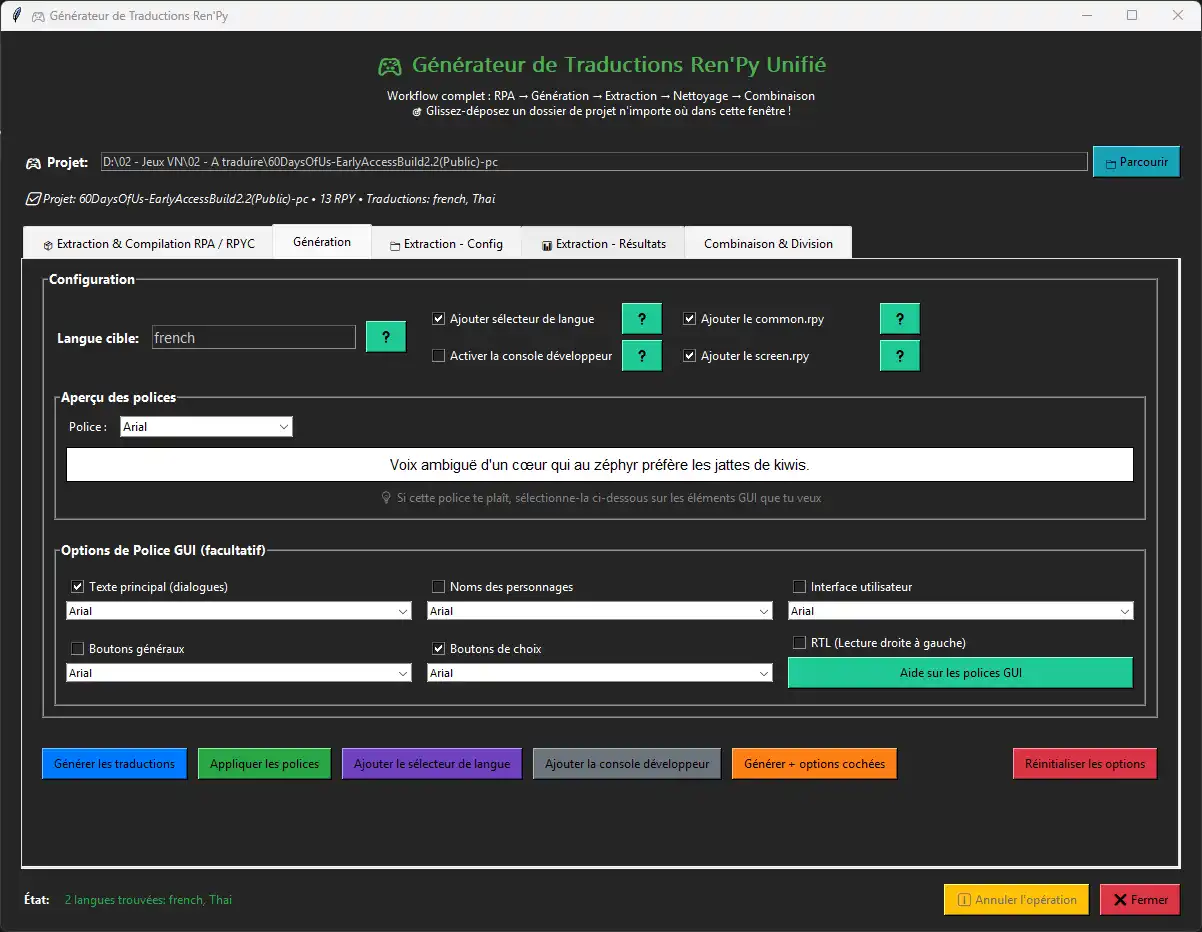 Générateur de Traductions Ren'Py
Générateur de Traductions Ren'Py Unifié
Workflow complet : RPA → Génération → Extraction → Nettoyage → Combinaison
Glissez-déposez un dossier de projet n'importe où dans cette fenêtre !
Projet: D:\02 - Jeux VN\02 - A traduire\60DaysOfUs-EarlyAccessBuild2.2(Public)-pc Parcourir
Projet: 60DaysOfUs-EarlyAccessBuild2.2(Public)-pc • 13 RPY • Traductions: french, Thai
Extraction & Compilation RPA / RPYC Génération Extraction - Config Extraction - Résultats Combinaison & Division
Configuration
Langue cible: french ?
Ajouter sélecteur de langue ? Ajouter le common.rpy ?
Activer la console développeur ? Ajouter le screen.rpy ?
Aperçu des polices
Police : Arial
Voix ambiguë d'un cœur qui au zéphyr préfère les jattes de kiwis.
Si cette police te plaît, sélectionne-la ci-dessous sur les éléments GUI que tu veux
Options de Police GUI (facultatif)
Texte principal (dialogues) Noms des personnages Interface utilisateur
Arial Arial Arial
Boutons généraux Boutons de choix RTL (Lecture droite à gauche)
Arial Arial Aide sur les polices GUI
Générer les traductions Appliquer les polices Ajouter le sélecteur de langue Ajouter la console développeur Générer + options cochées Réinitialiser les options
État: 2 langues trouvées: french, Thai Annuler l'opération Fermer